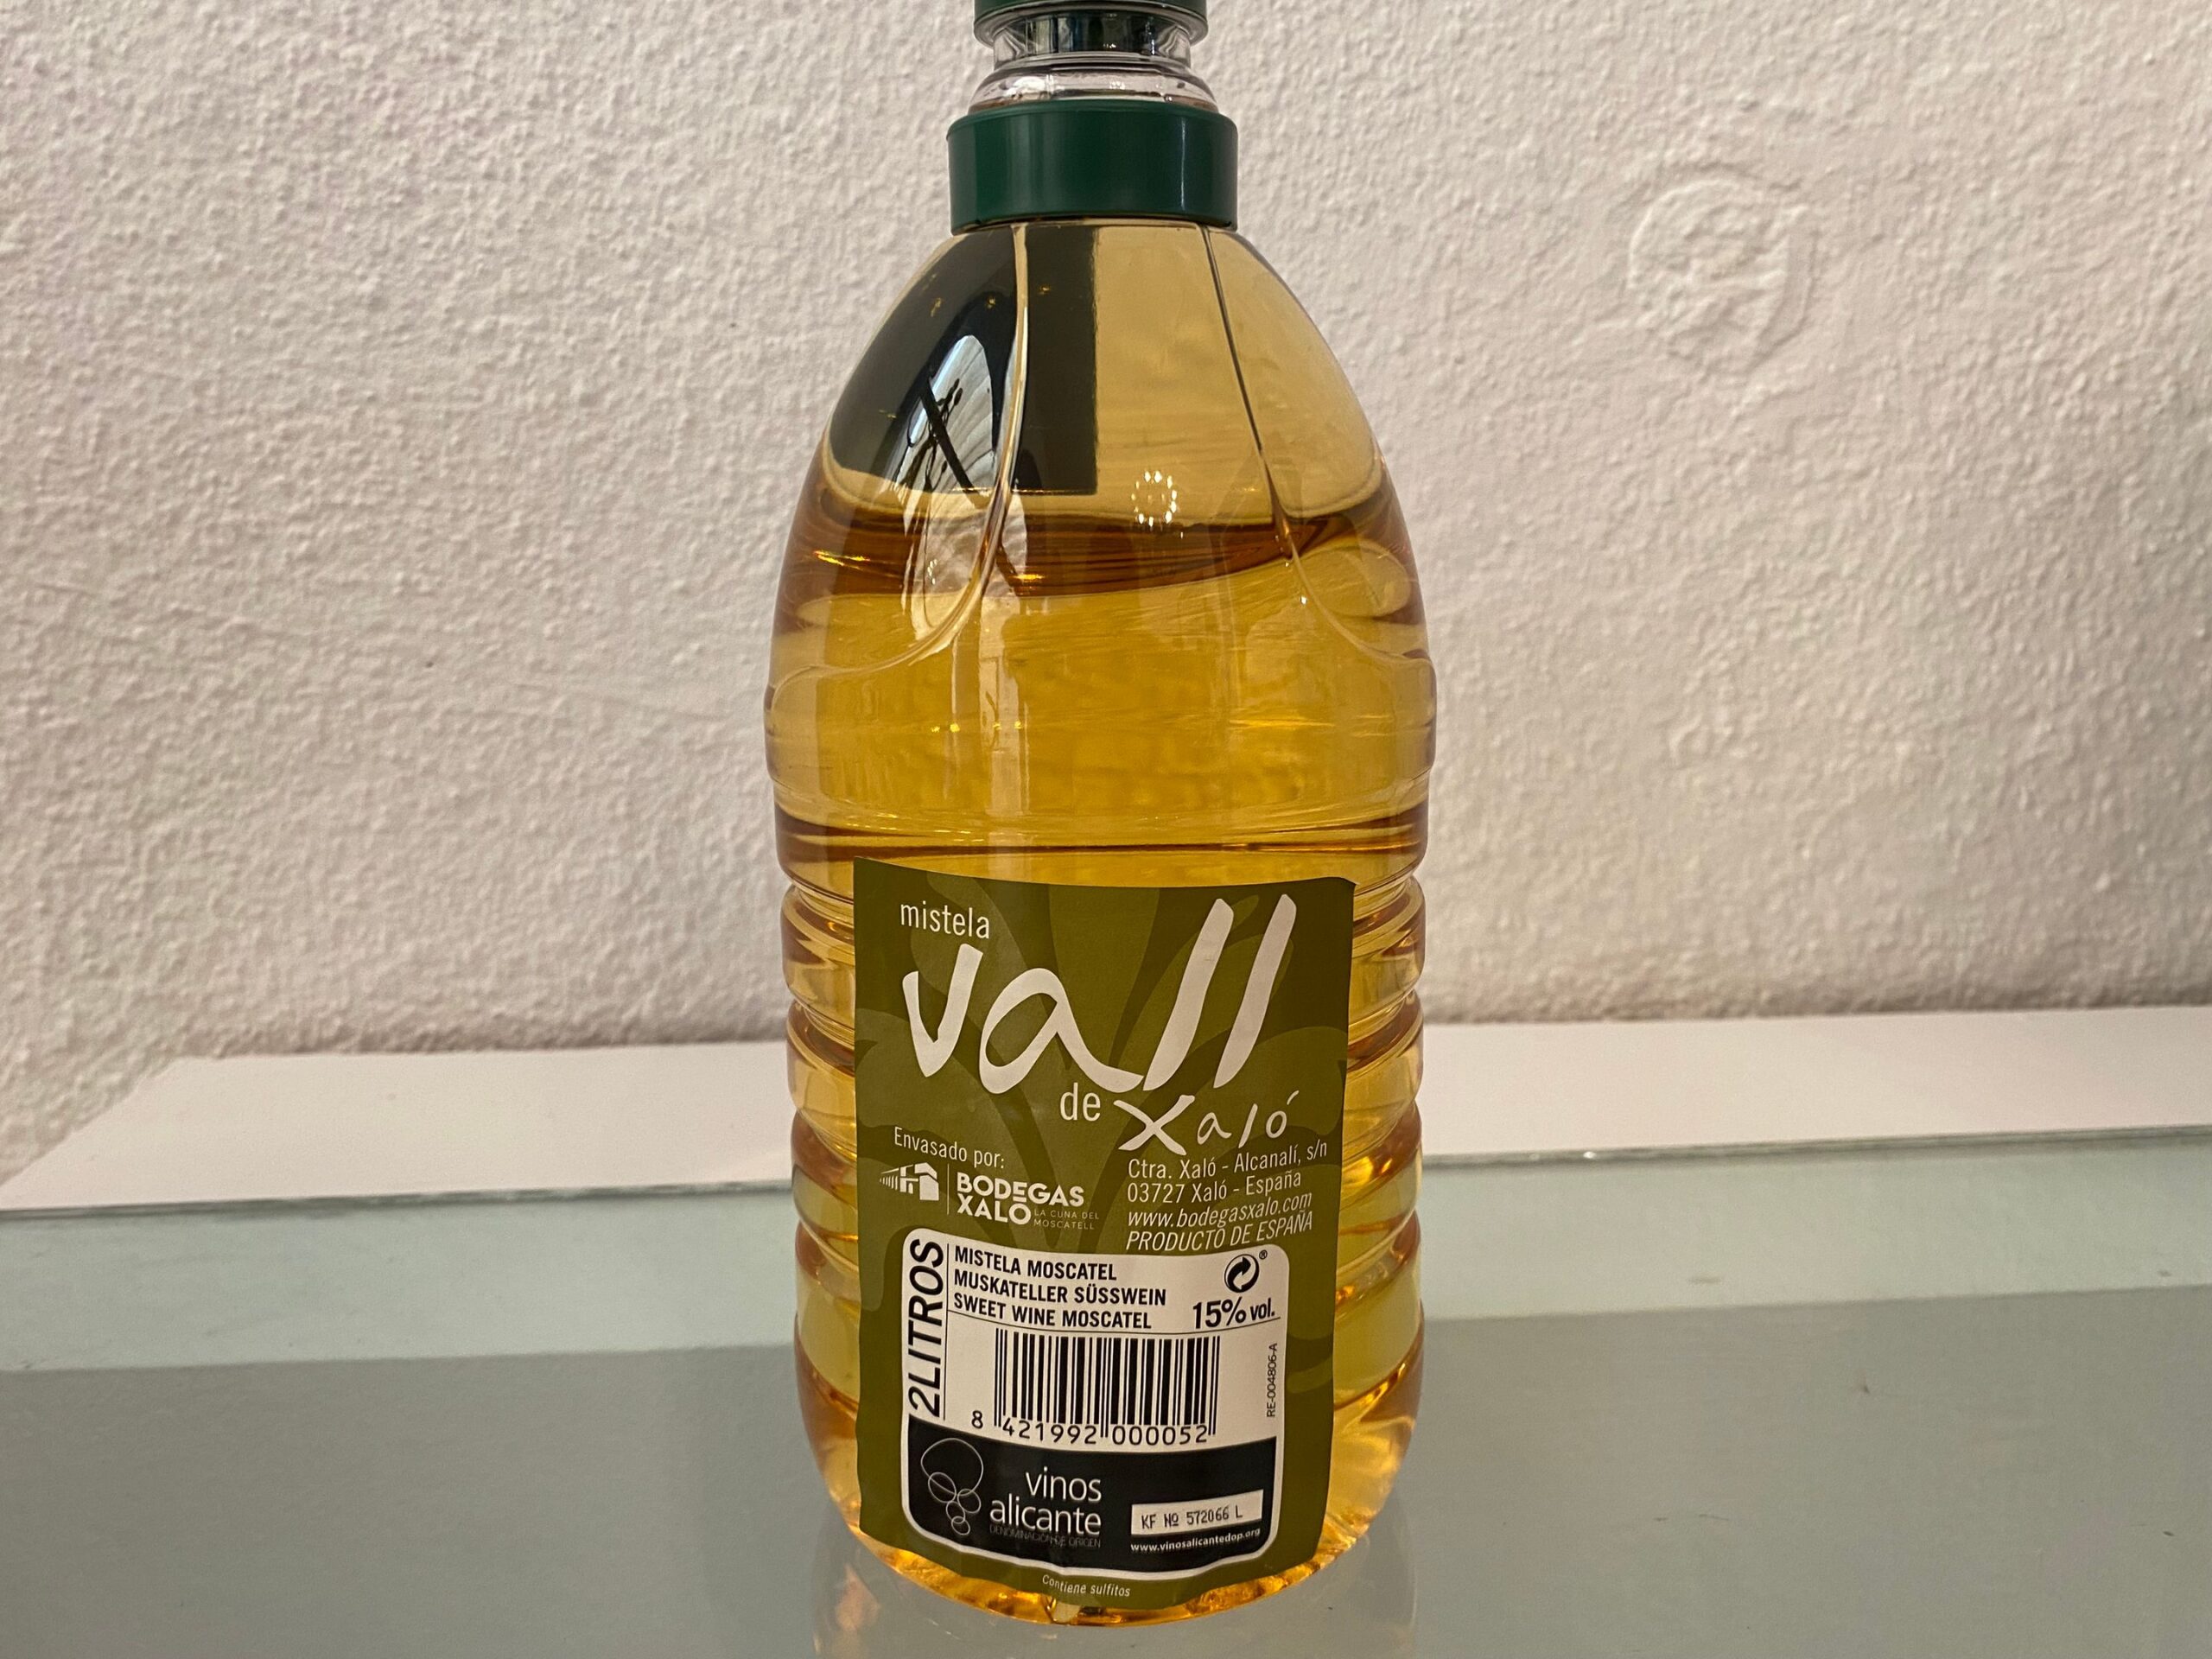 mistela
vall
de xaló
Envasado por:
BODEGAS
XALÓ
LA CUNA DEL
MOSCATELL
Ctra. Xaló - Alcanalí, s/n
03727 Xaló - España
www.bodegasxalo.com
PRODUCTO DE ESPAÑA
2LITROS
MISTELA MOSCATEL
MUSKATELLER SÜSSWEIN
SWEET WINE MOSCATEL
15% vol.
RE-004806-A
8 421992 000052
vinos
alicante
DENOMINACIÓN DE ORIGEN
KF Nº 572066 L
www.vinosalicantedop.org
Contiene sulfitos